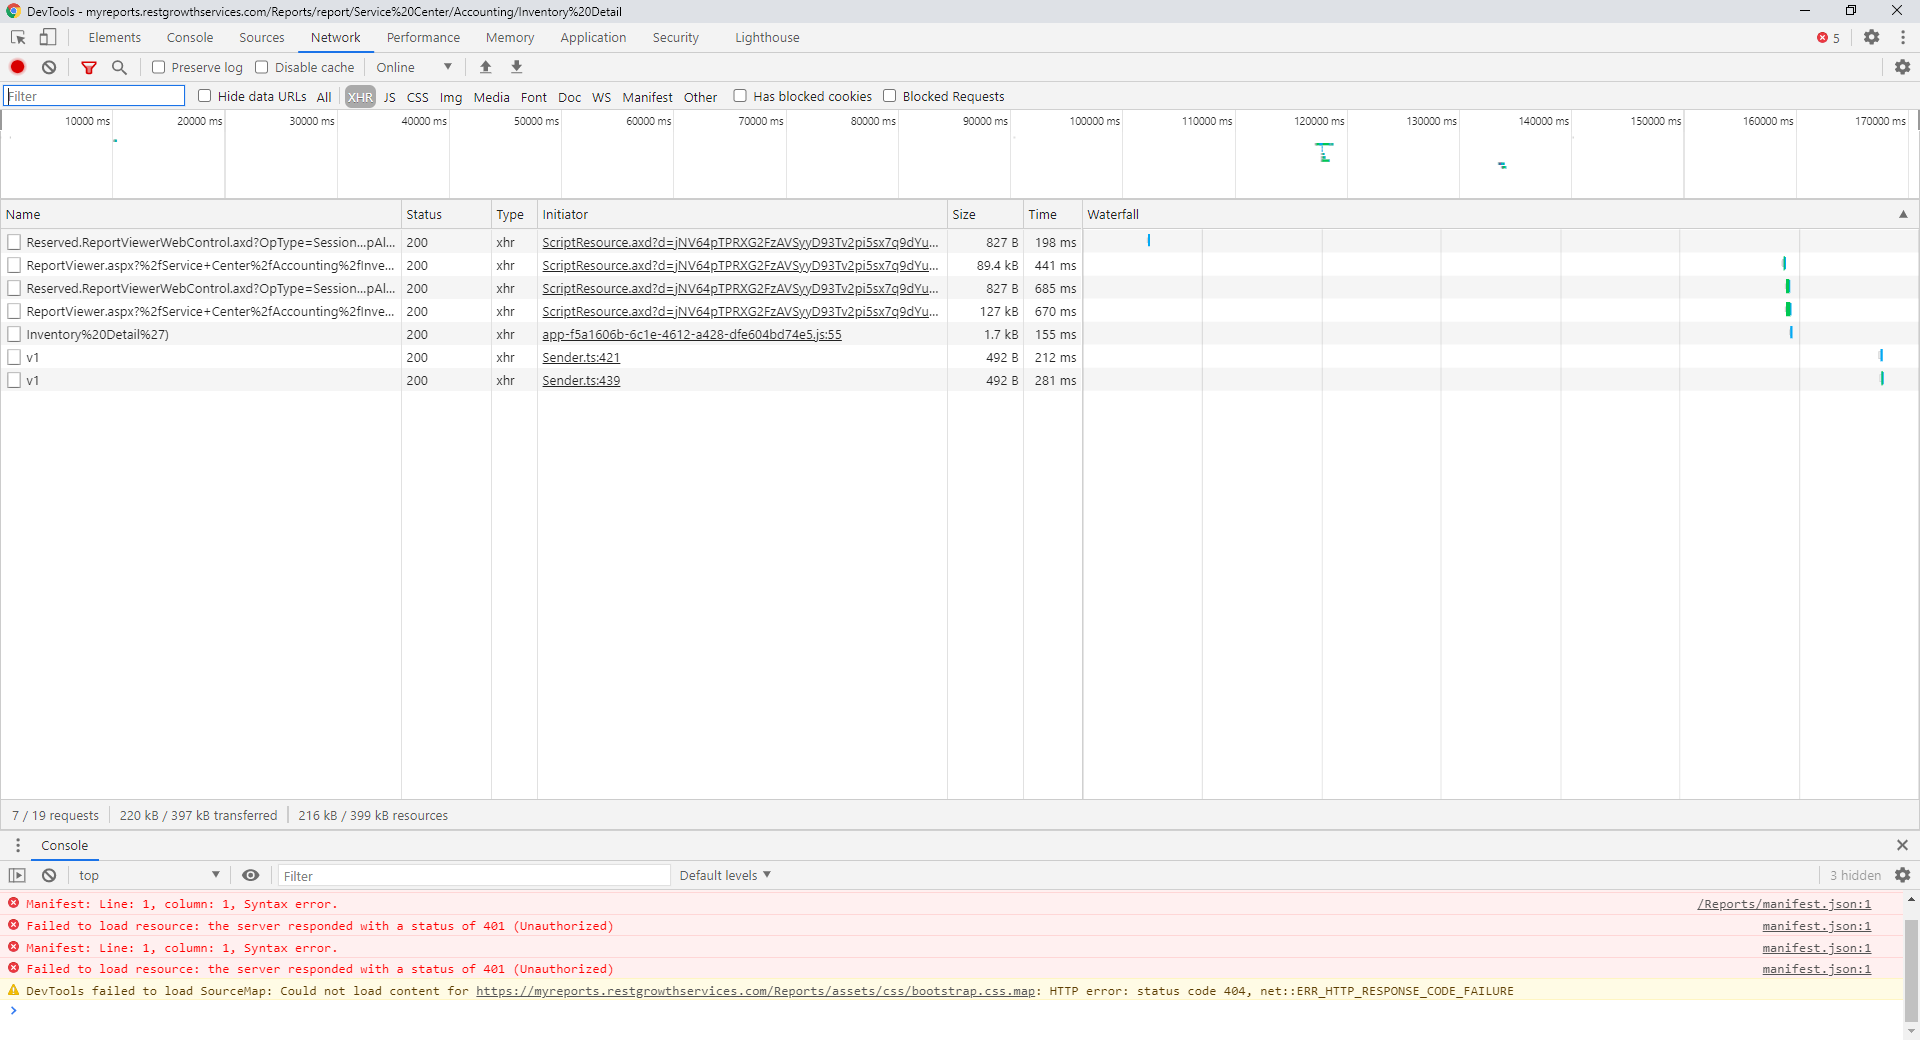 DevTools - myreports.restgrowthservices.com/Reports/report/Service%20Center/Accounting/Inventory%20Detail
Elements Console Sources Network Performance Memory Application Security Lighthouse 5
Preserve log Disable cache Online
Filter Hide data URLs All XHR JS CSS Img Media Font Doc WS Manifest Other Has blocked cookies Blocked Requests
10000 ms 20000 ms 30000 ms 40000 ms 50000 ms 60000 ms 70000 ms 80000 ms 90000 ms 100000 ms 110000 ms 120000 ms 130000 ms 140000 ms 150000 ms 160000 ms 170000 ms
Name Status Type Initiator Size Time Waterfall
Reserved.ReportViewerWebControl.axd?OpType=Session...pAl... 200 xhr ScriptResource.axd?d=jNV64pTPRXG2FzAVSyyD93Tv2pi5sx7q9dYu... 827 B 198 ms
ReportViewer.aspx?%2fService+Center%2fAccounting%2fInve... 200 xhr ScriptResource.axd?d=jNV64pTPRXG2FzAVSyyD93Tv2pi5sx7q9dYu... 89.4 kB 441 ms
Reserved.ReportViewerWebControl.axd?OpType=Session...pAl... 200 xhr ScriptResource.axd?d=jNV64pTPRXG2FzAVSyyD93Tv2pi5sx7q9dYu... 827 B 685 ms
ReportViewer.aspx?%2fService+Center%2fAccounting%2fInve... 200 xhr ScriptResource.axd?d=jNV64pTPRXG2FzAVSyyD93Tv2pi5sx7q9dYu... 127 kB 670 ms
Inventory%20Detail%27) 200 xhr app-f5a1606b-6c1e-4612-a428-dfe604bd74e5.js:55 1.7 kB 155 ms
v1 200 xhr Sender.ts:421 492 B 212 ms
v1 200 xhr Sender.ts:439 492 B 281 ms
7 / 19 requests 220 kB / 397 kB transferred 216 kB / 399 kB resources
Console
top Filter Default levels 3 hidden
Manifest: Line: 1, column: 1, Syntax error. /Reports/manifest.json:1
Failed to load resource: the server responded with a status of 401 (Unauthorized) manifest.json:1
Manifest: Line: 1, column: 1, Syntax error. manifest.json:1
Failed to load resource: the server responded with a status of 401 (Unauthorized) manifest.json:1
DevTools failed to load SourceMap: Could not load content for https://myreports.restgrowthservices.com/Reports/assets/css/bootstrap.css.map: HTTP error: status code 404, net::ERR_HTTP_RESPONSE_CODE_FAILURE